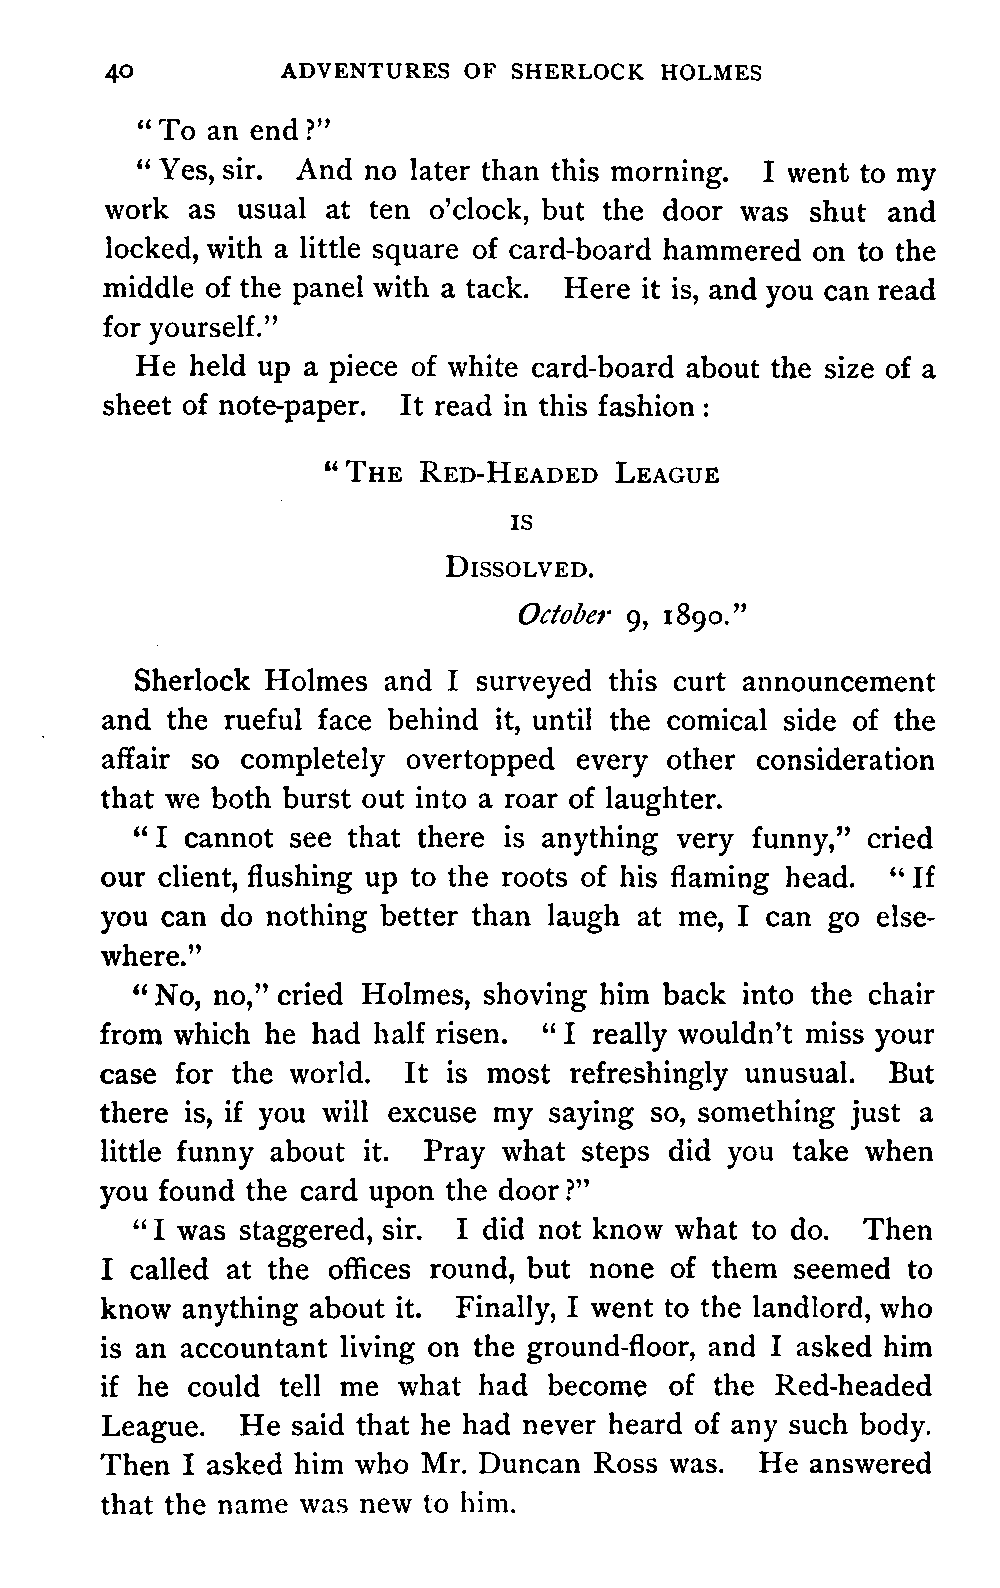 40 ADVENTURES OF SHERLOCK HOLMES
"To an end?"
"Yes, sir. And no later than this morning. I went to my
work as usual at ten o'clock, but the door was shut and
locked, with a little square of card-board hammered on to the
middle of the panel with a tack. Here it is, and you can read
for yourself."
He held up a piece of white card-board about the size of a
sheet of note-paper. It read in this fashion:
"THE RED-HEADED LEAGUE
IS
DISSOLVED.
October 9, 1890."
Sherlock Holmes and I surveyed this curt announcement
and the rueful face behind it, until the comical side of the
affair so completely overtopped every other consideration
that we both burst out into a roar of laughter.
"I cannot see that there is anything very funny," cried
our client, flushing up to the roots of his flaming head. "If
you can do nothing better than laugh at me, I can go else-
where."
"No, no," cried Holmes, shoving him back into the chair
from which he had half risen. "I really wouldn't miss your
case for the world. It is most refreshingly unusual. But
there is, if you will excuse my saying so, something just a
little funny about it. Pray what steps did you take when
you found the card upon the door?"
"I was staggered, sir. I did not know what to do. Then
I called at the offices round, but none of them seemed to
know anything about it. Finally, I went to the landlord, who
is an accountant living on the ground-floor, and I asked him
if he could tell me what had become of the Red-headed
League. He said that he had never heard of any such body.
Then I asked him who Mr. Duncan Ross was. He answered
that the name was new to him.